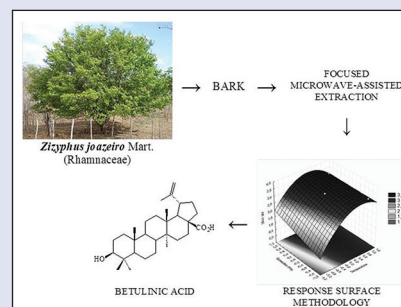 Zizyphus joazeiro Mart.
(Rhamnaceae)
BARK
FOCUSED
MICROWAVE-ASSISTED
EXTRACTION
RESPONSE SURFACE
METHODOLOGY
HO
CO₂H
H
BETULINIC ACID